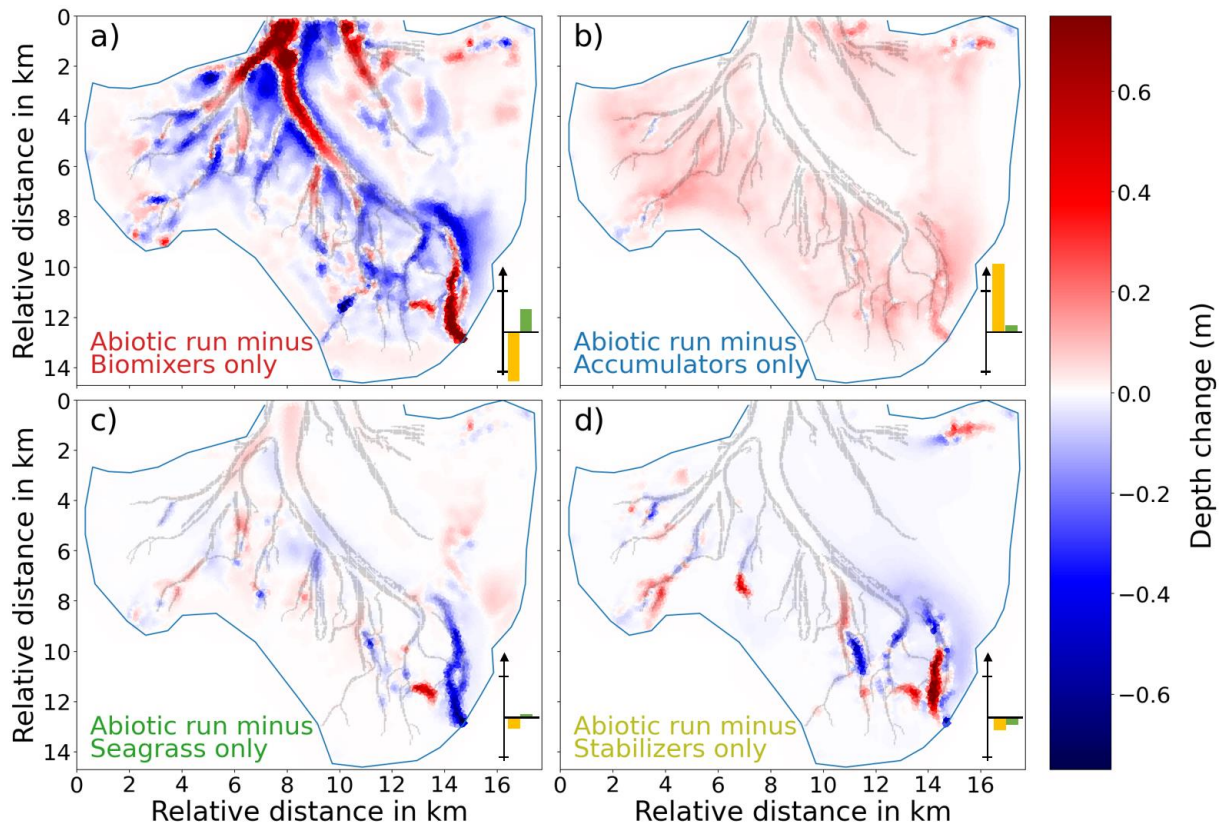 a)
b)
0
2
4
6
8
10
12
14
Relative distance in km
Abiotic run minus
Biomixers only
Abiotic run minus
Accumulators only
c)
d)
0
2
4
6
8
10
12
14
Relative distance in km
Abiotic run minus
Seagrass only
Abiotic run minus
Stabilizers only
0 2 4 6 8 10 12 14 16
0 2 4 6 8 10 12 14 16
Relative distance in km
Relative distance in km
0.6
0.4
0.2
0.0
−0.2
−0.4
−0.6
Depth change (m)